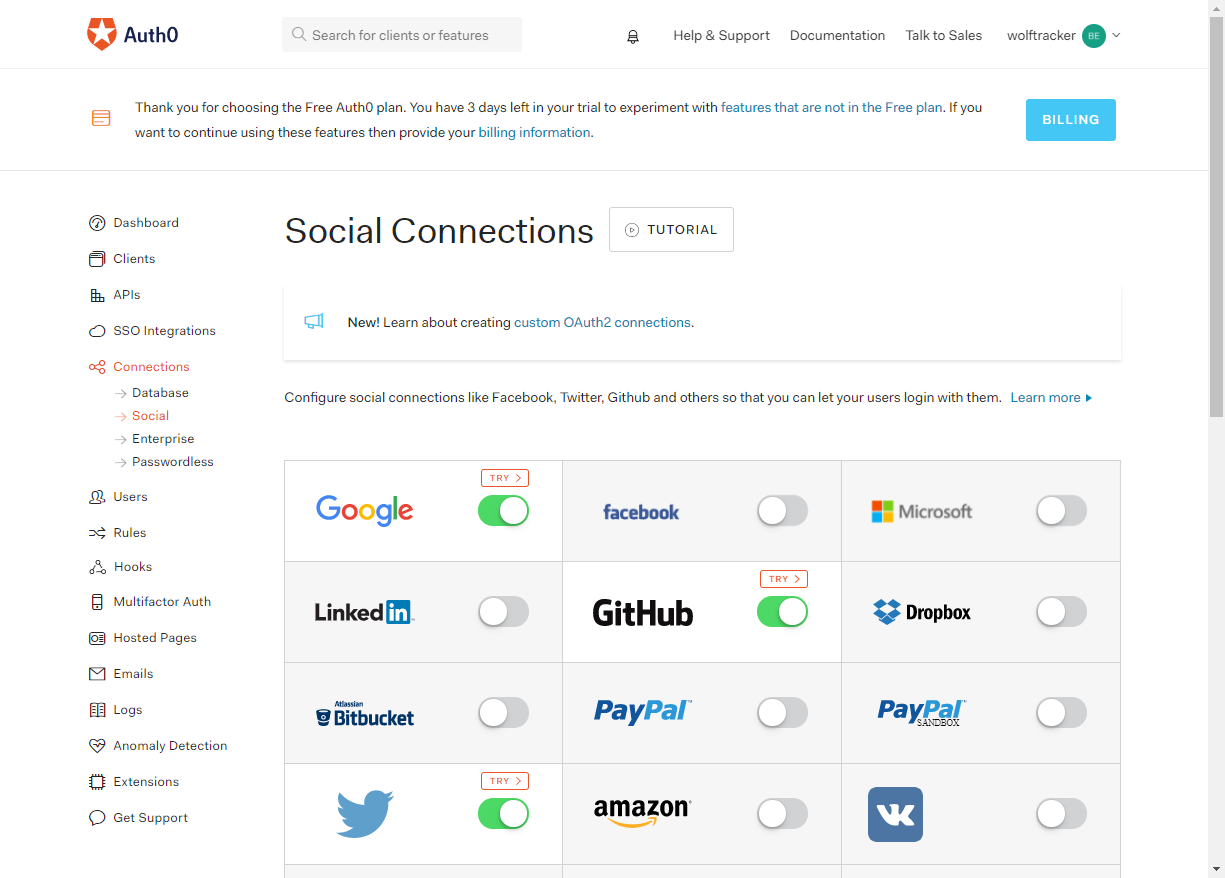 Auth0
Search for clients or features
Help & Support
Documentation
Talk to Sales
wolftracker
BE
Thank you for choosing the Free Auth0 plan. You have 3 days left in your trial to experiment with features that are not in the Free plan. If you
want to continue using these features then provide your billing information.
BILLING
Dashboard
Clients
APIs
SSO Integrations
Connections
Database
Social
Enterprise
Passwordless
Users
Rules
Hooks
Multifactor Auth
Hosted Pages
Emails
Logs
Anomaly Detection
Extensions
Get Support
Social Connections
TUTORIAL
New! Learn about creating custom OAuth2 connections.
Configure social connections like Facebook, Twitter, Github and others so that you can let your users login with them. Learn more
Google
TRY
facebook
Microsoft
Linked in
GitHub
TRY
Dropbox
Atlassian
Bitbucket
PayPal
PayPal
SANDBOX
TRY
amazon
VK